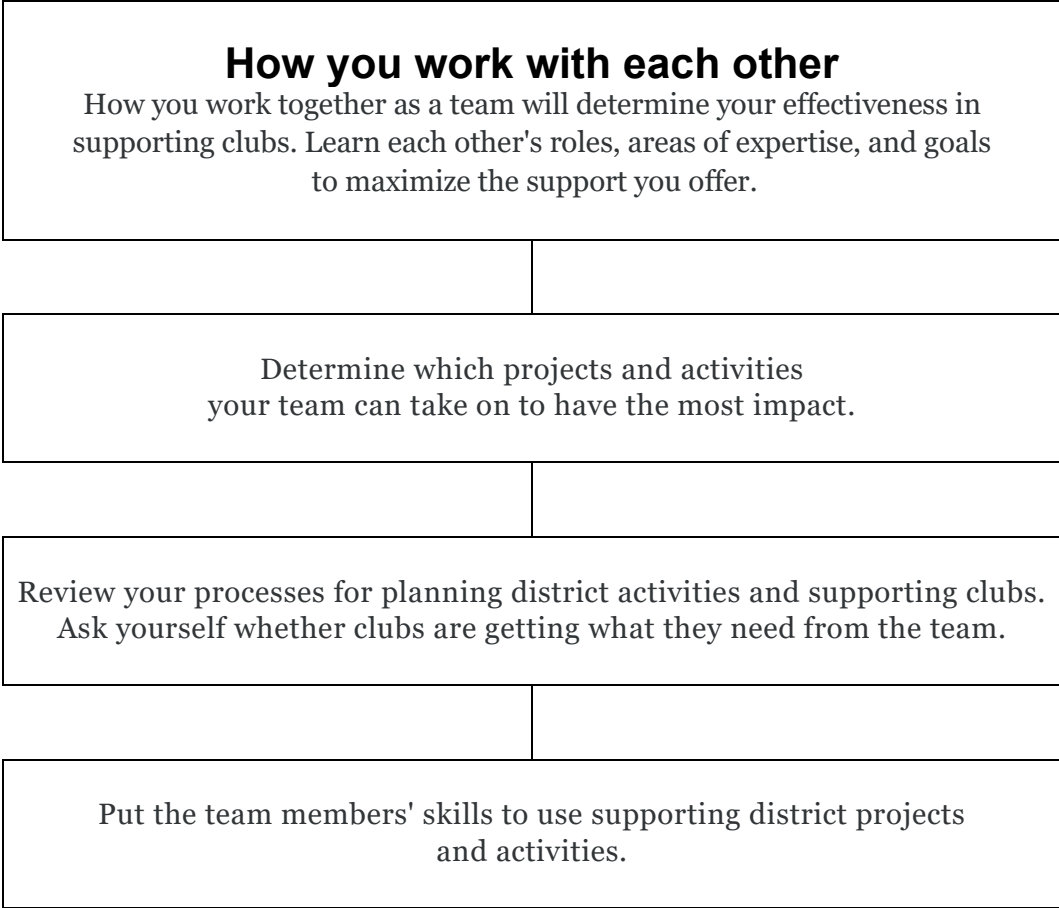 How you work with each other
How you work together as a team will determine your effectiveness in
supporting clubs. Learn each other's roles, areas of expertise, and goals
to maximize the support you offer.
Determine which projects and activities
your team can take on to have the most impact.
Review your processes for planning district activities and supporting clubs.
Ask yourself whether clubs are getting what they need from the team.
Put the team members' skills to use supporting district projects
and activities.